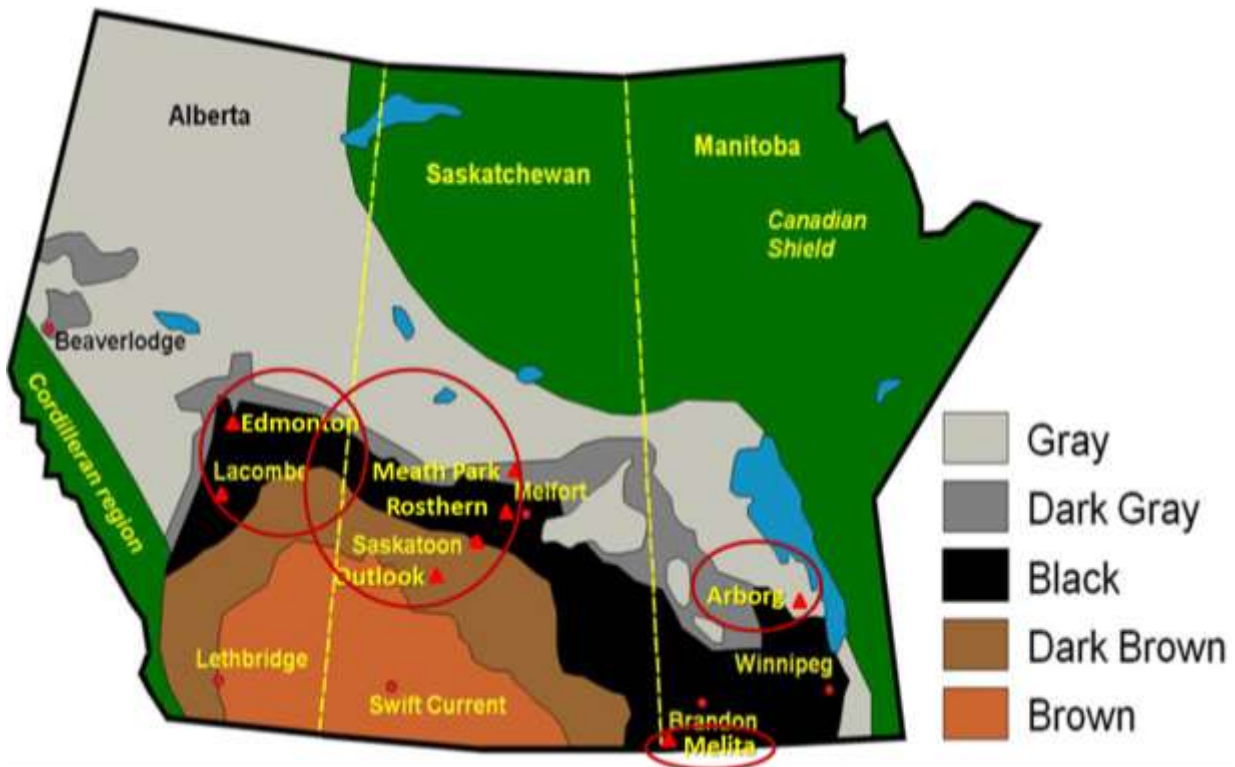 Alberta
Saskatchewan
Manitoba
Canadian
Shield
Beaverlodge
Cordilleran region
Edmonton
Lacombe
Meath Park
Melfort
Rosthern
Saskatoon
Outlook
Arborg
Lethbridge
Swift Current
Winnipeg
Brandon
Melita
Gray
Dark Gray
Black
Dark Brown
Brown